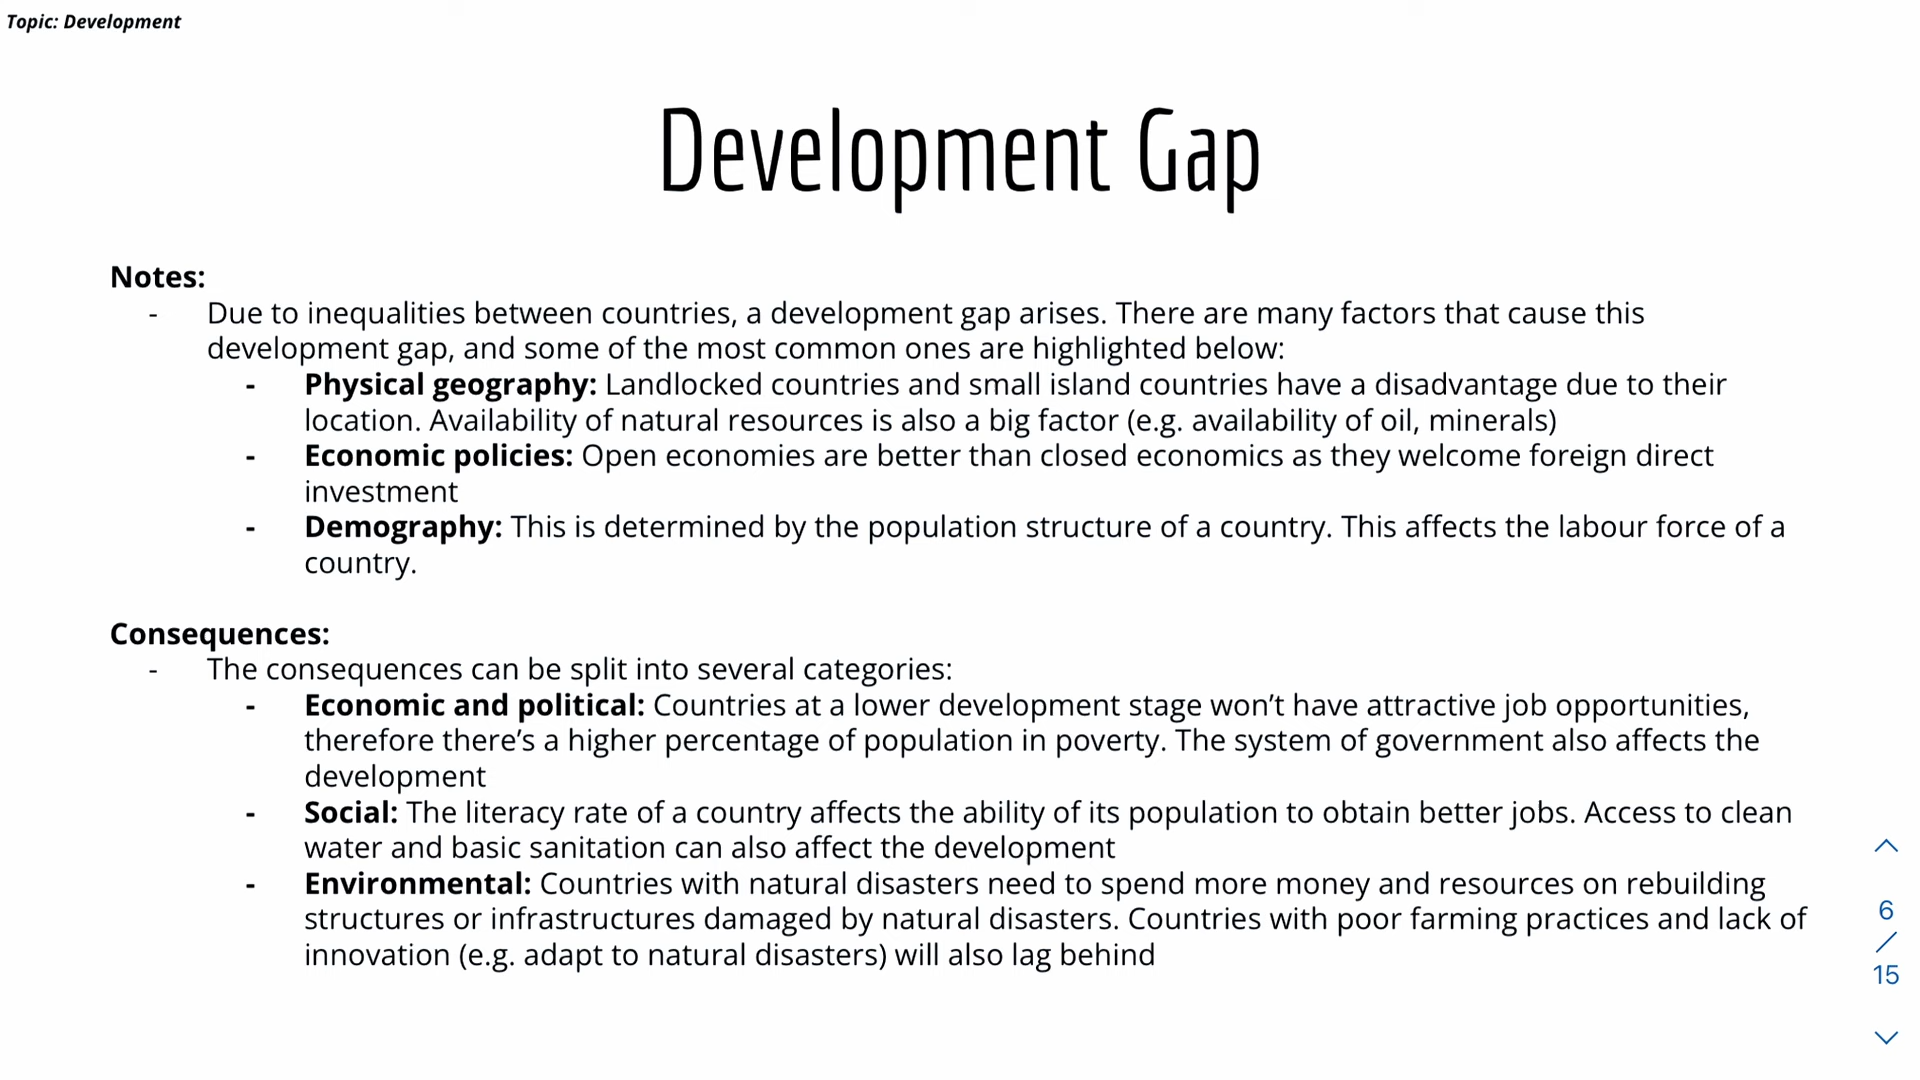 Topic: Development
Development Gap
Notes:
- Due to inequalities between countries, a development gap arises. There are many factors that cause this
development gap, and some of the most common ones are highlighted below:
- Physical geography: Landlocked countries and small island countries have a disadvantage due to their
location. Availability of natural resources is also a big factor (e.g. availability of oil, minerals)
- Economic policies: Open economies are better than closed economics as they welcome foreign direct
investment
- Demography: This is determined by the population structure of a country. This affects the labour force of a
country.
Consequences:
- The consequences can be split into several categories:
- Economic and political: Countries at a lower development stage won’t have attractive job opportunities,
therefore there’s a higher percentage of population in poverty. The system of government also affects the
development
- Social: The literacy rate of a country affects the ability of its population to obtain better jobs. Access to clean
water and basic sanitation can also affect the development
- Environmental: Countries with natural disasters need to spend more money and resources on rebuilding
structures or infrastructures damaged by natural disasters. Countries with poor farming practices and lack of
innovation (e.g. adapt to natural disasters) will also lag behind
6
/
15